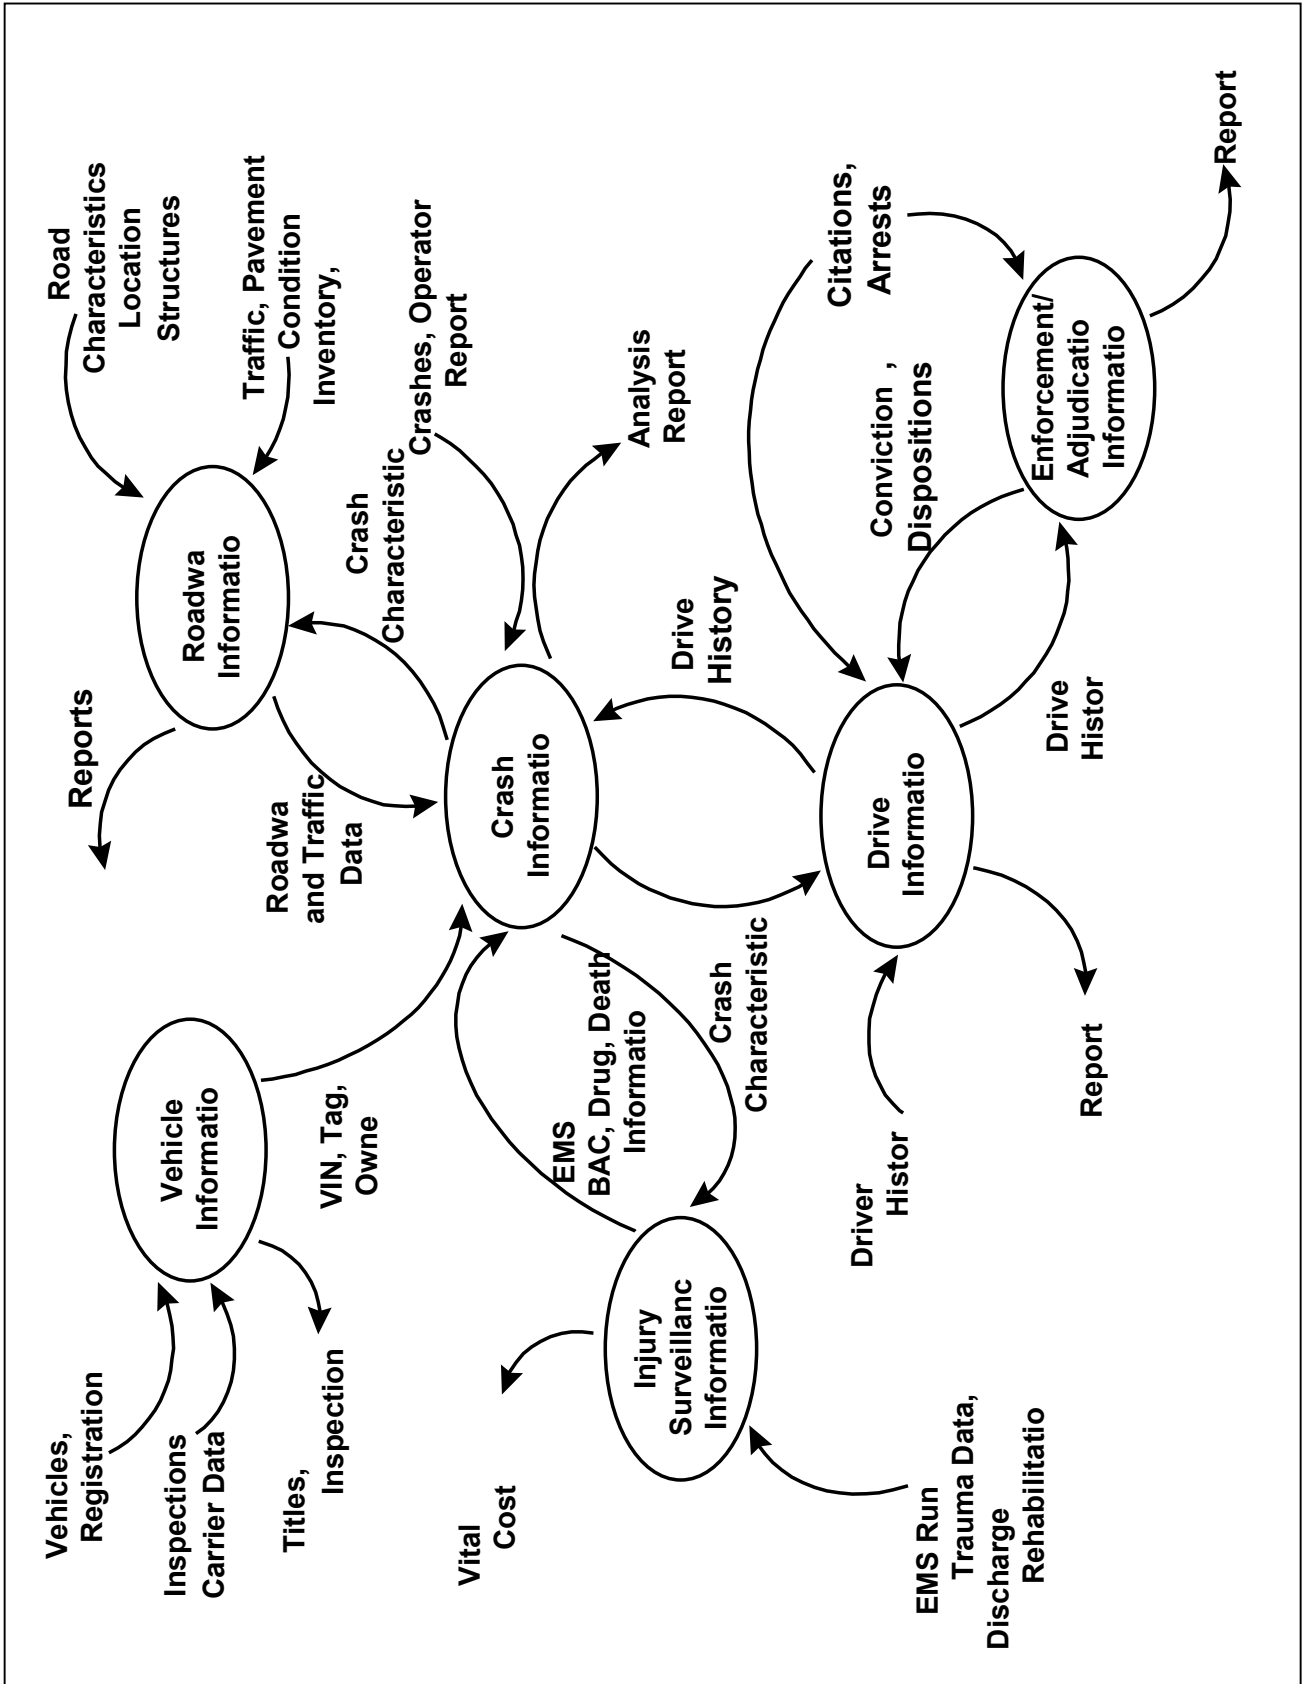 Vehicles,
Registration
Inspections
Carrier Data
Titles,
Inspection
Vehicle
Informatio
VIN, Tag,
Owne
Reports
Roadwa
Informatio
Road
Characteristics
Location
Structures
Traffic, Pavement
Condition
Inventory,
Roadwa
and Traffic
Data
Crash
Characteristic
Crashes, Operator
Report
Analysis
Report
Crash
Informatio
Vital
Cost
EMS
BAC, Drug, Death
Informatio
Crash
Characteristic
Injury
Surveillanc
Informatio
EMS Run
Trauma Data,
Discharge
Rehabilitatio
Drive
History
Driver
Histor
Drive
Informatio
Report
Conviction ,
Dispositions
Citations,
Arrests
Drive
Histor
Enforcement/
Adjudicatio
Informatio
Report